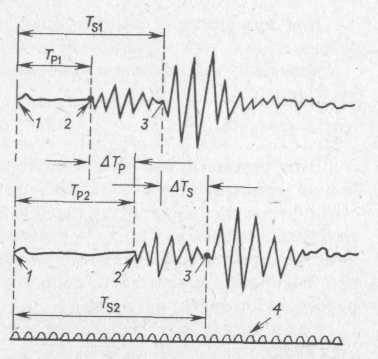 T_S1
T_P1
1 2 3
ΔT_P
T_P2 ΔT_S
1 2 3
T_S2
4